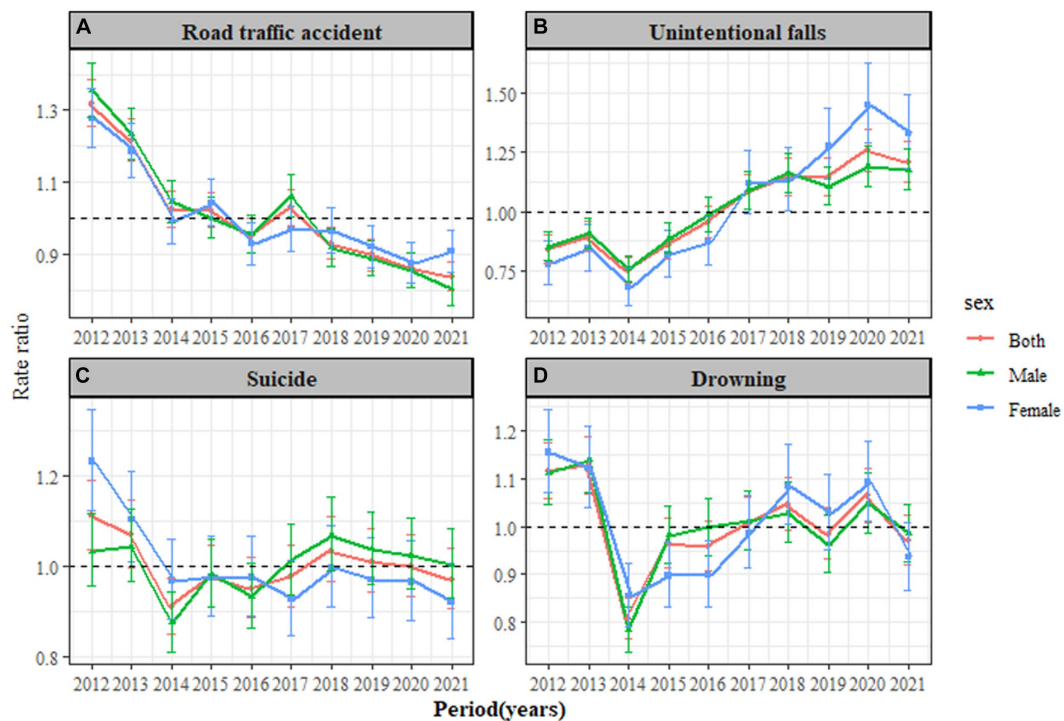 A
Road traffic accident
B
Unintentional falls
1.3
1.1
0.9
2012 2013 2014 2015 2016 2017 2018 2019 2020 2021
1.50
1.25
1.00
0.75
2012 2013 2014 2015 2016 2017 2018 2019 2020 2021
Rate ratio
C
Suicide
D
Drowning
1.2
1.0
0.8
2012 2013 2014 2015 2016 2017 2018 2019 2020 2021
1.2
1.1
1.0
0.9
0.8
2012 2013 2014 2015 2016 2017 2018 2019 2020 2021
Period(years)
sex
Both
Male
Female